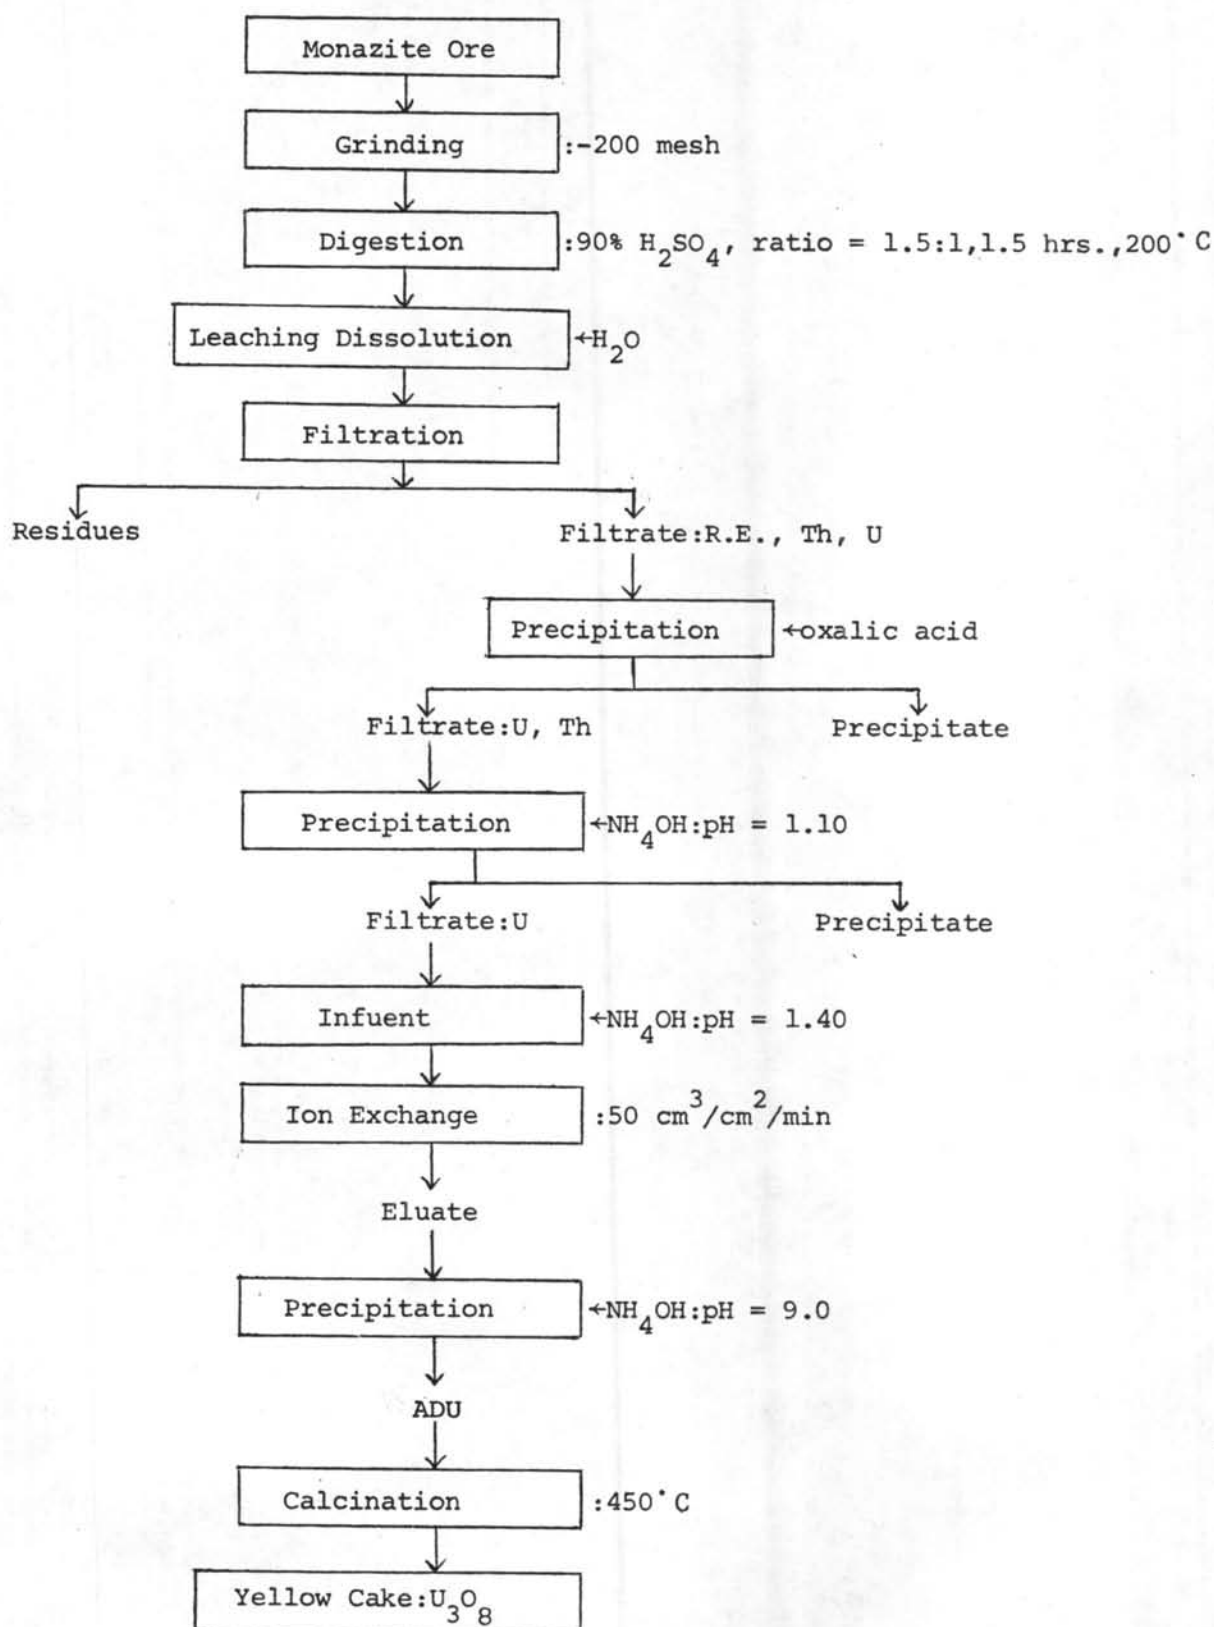 Monazite Ore
Grinding :-200 mesh
Digestion :90% H₂SO₄, ratio = 1.5:1,1.5 hrs.,200°C
Leaching Dissolution ←H₂O
Filtration
Residues Filtrate:R.E., Th, U
Precipitation ←oxalic acid
Filtrate:U, Th Precipitate
Precipitation ←NH₄OH:pH = 1.10
Filtrate:U Precipitate
Infuent ←NH₄OH:pH = 1.40
Ion Exchange :50 cm³/cm²/min
Eluate
Precipitation ←NH₄OH:pH = 9.0
ADU
Calcination :450°C
Yellow Cake:U₃O₈